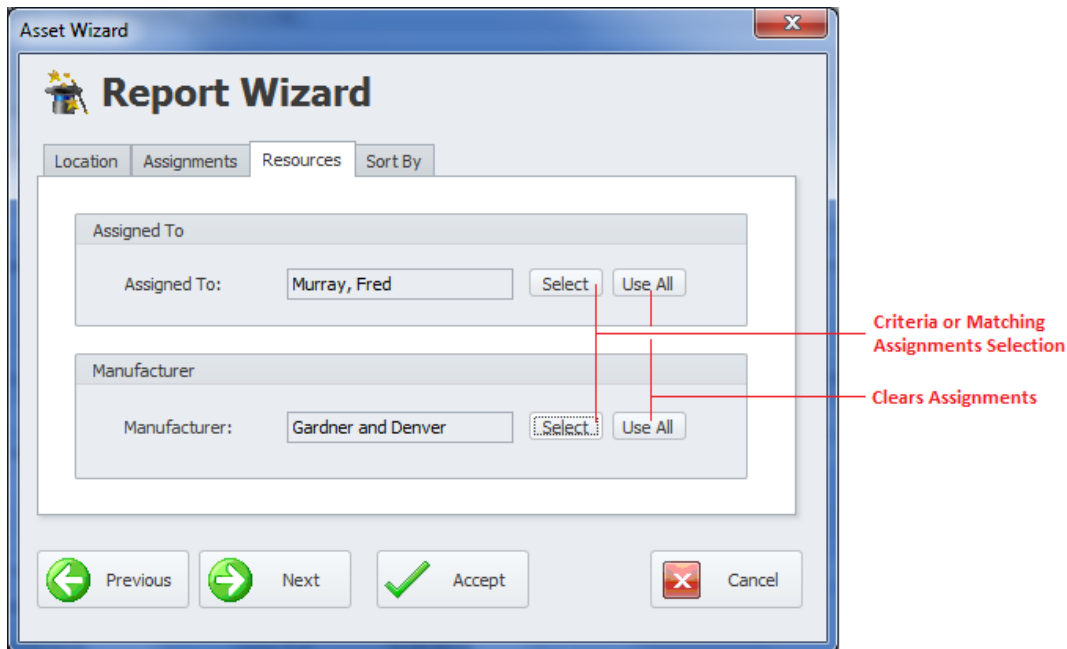 Asset Wizard
Report Wizard
Location Assignments Resources Sort By
Assigned To
Assigned To: Murray, Fred Select Use All
Criteria or Matching
Assignments Selection
Manufacturer
Clears Assignments
Manufacturer: Gardner and Denver Select Use All
Previous Next Accept Cancel